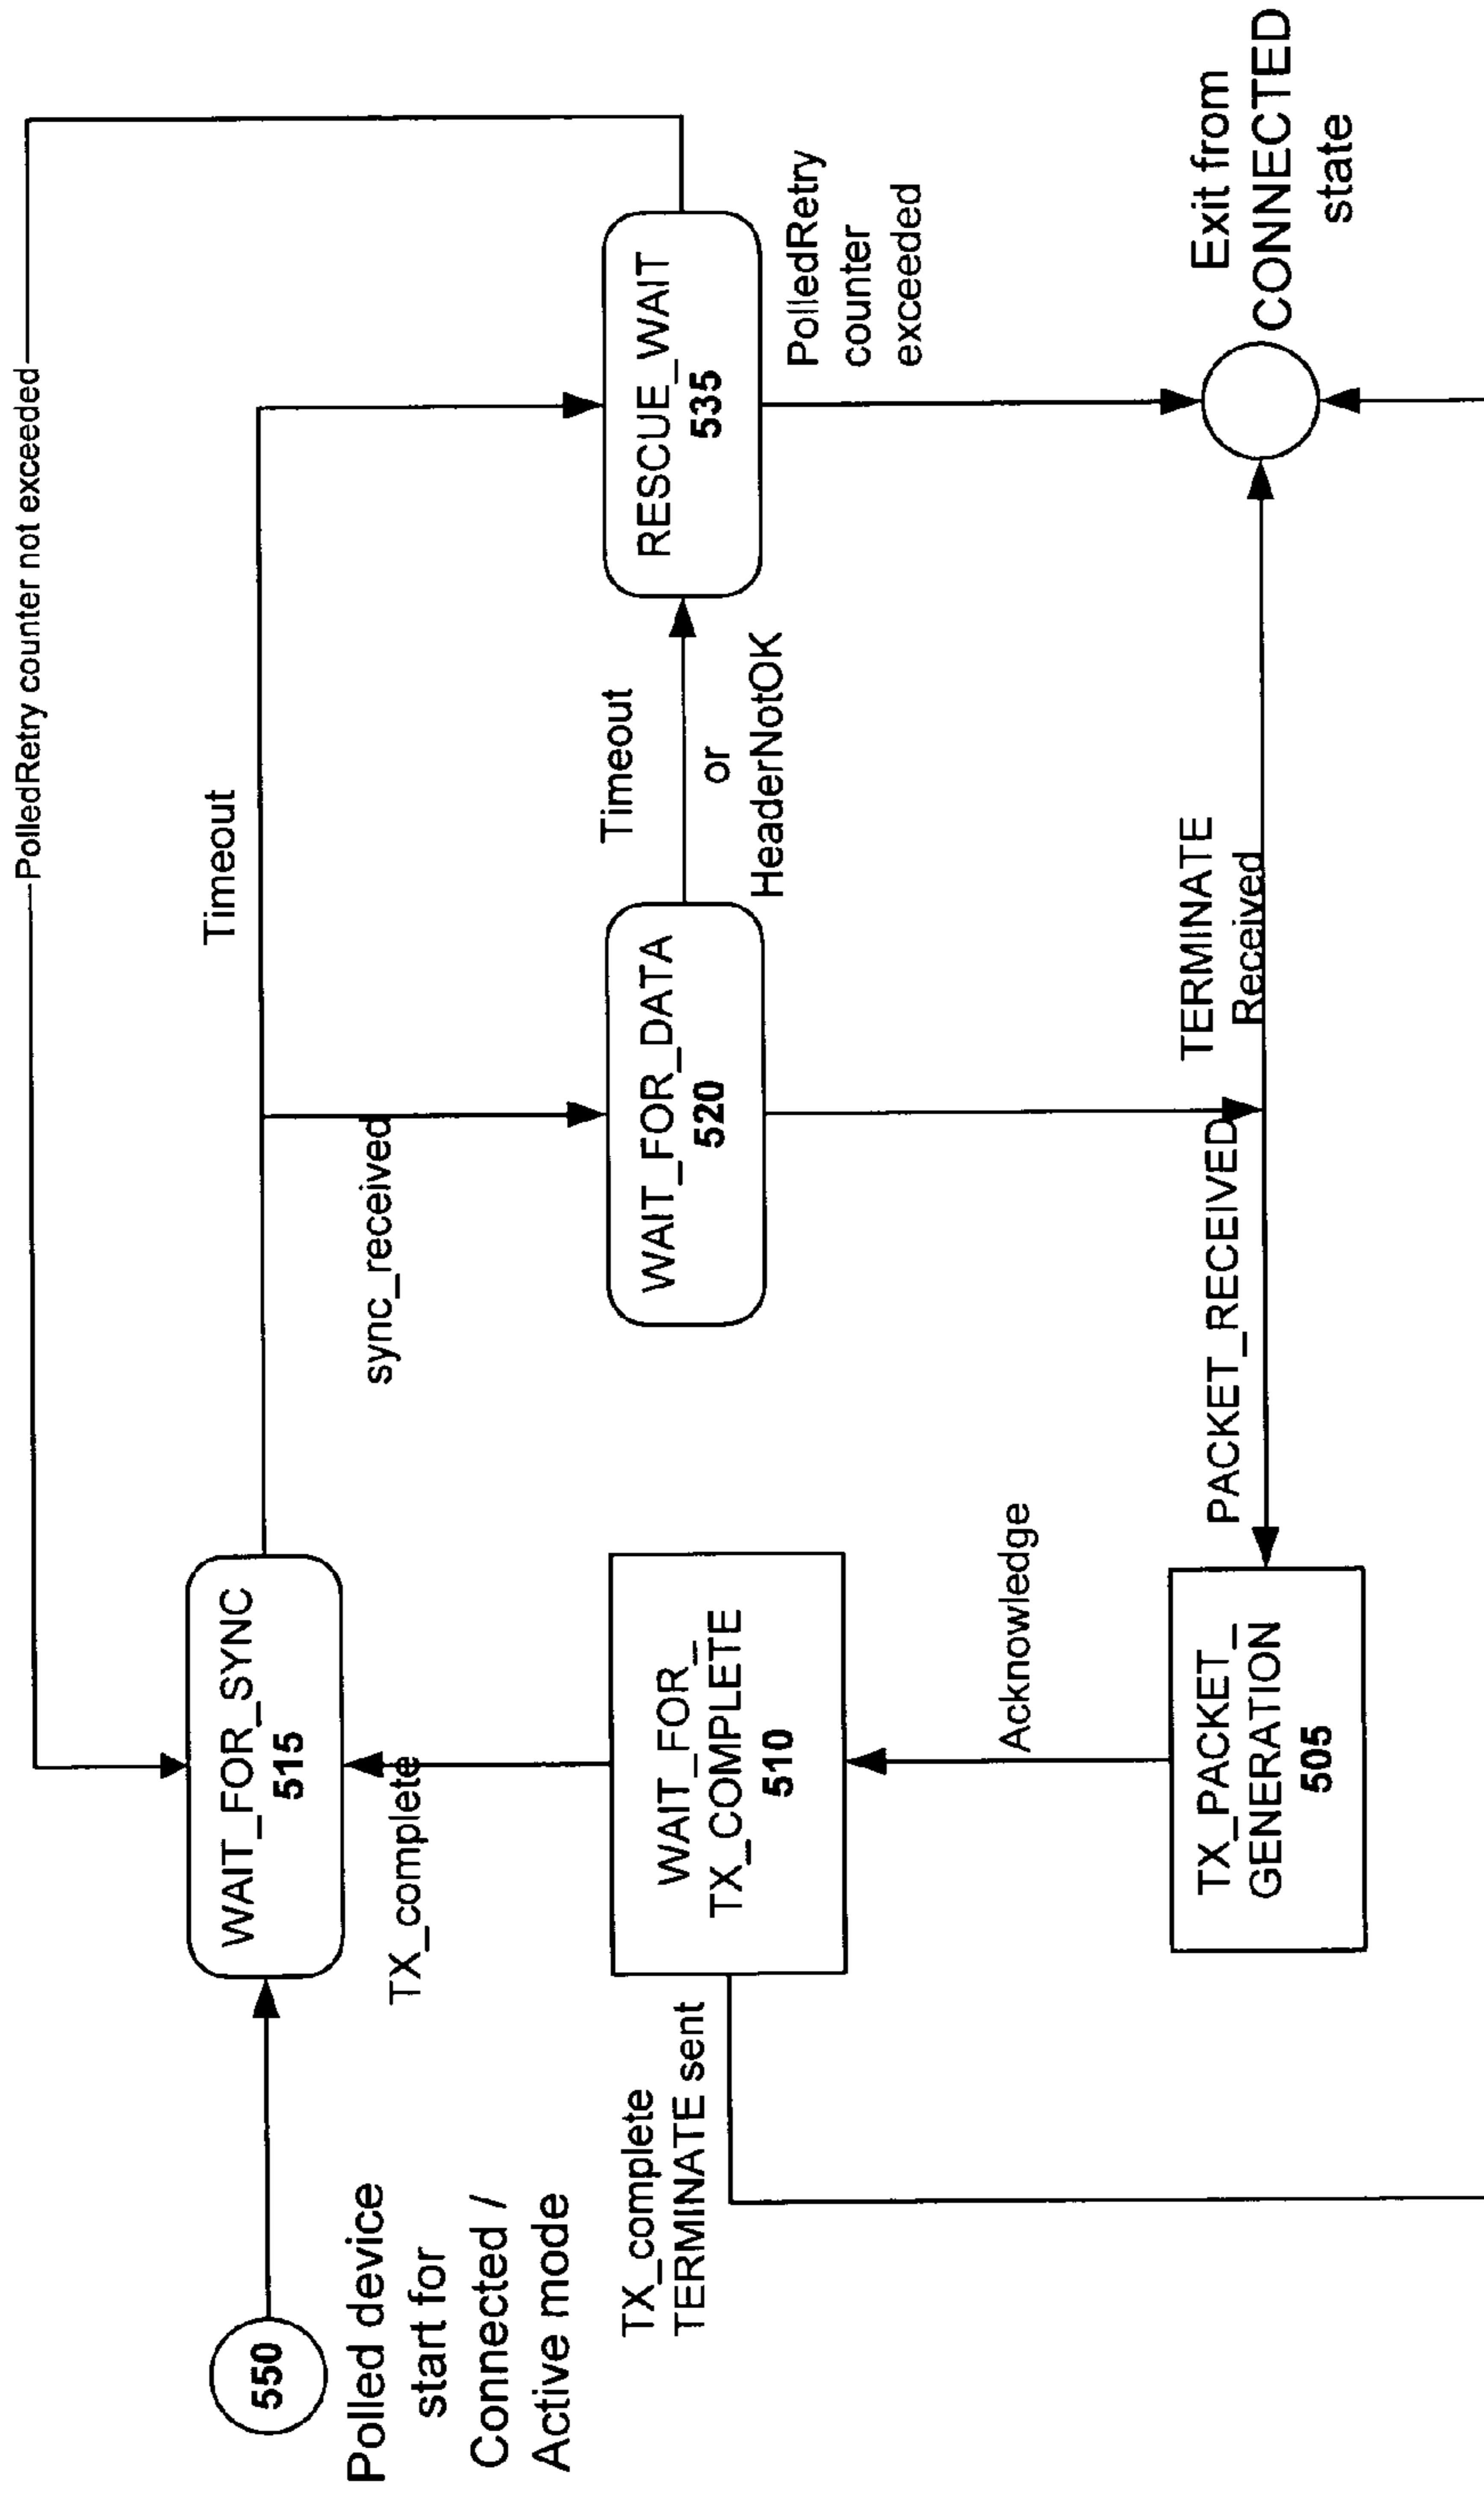 PolledRetry counter not exceeded
Timeout
550
Polled device
start for
Connected /
Active mode
WAIT_FOR_SYNC
515
sync_received
TX_complete
TX_complete
TERMINATE sent
WAIT_FOR_
TX_COMPLETE
510
WAIT_FOR_DATA
520
Timeout
or
HeaderNotOK
RESCUE_WAIT
535
PolledRetry
counter
exceeded
Acknowledge
TX_PACKET_
GENERATION
505
PACKET_RECEIVED
TERMINATE
Received
Exit from
CONNECTED
state